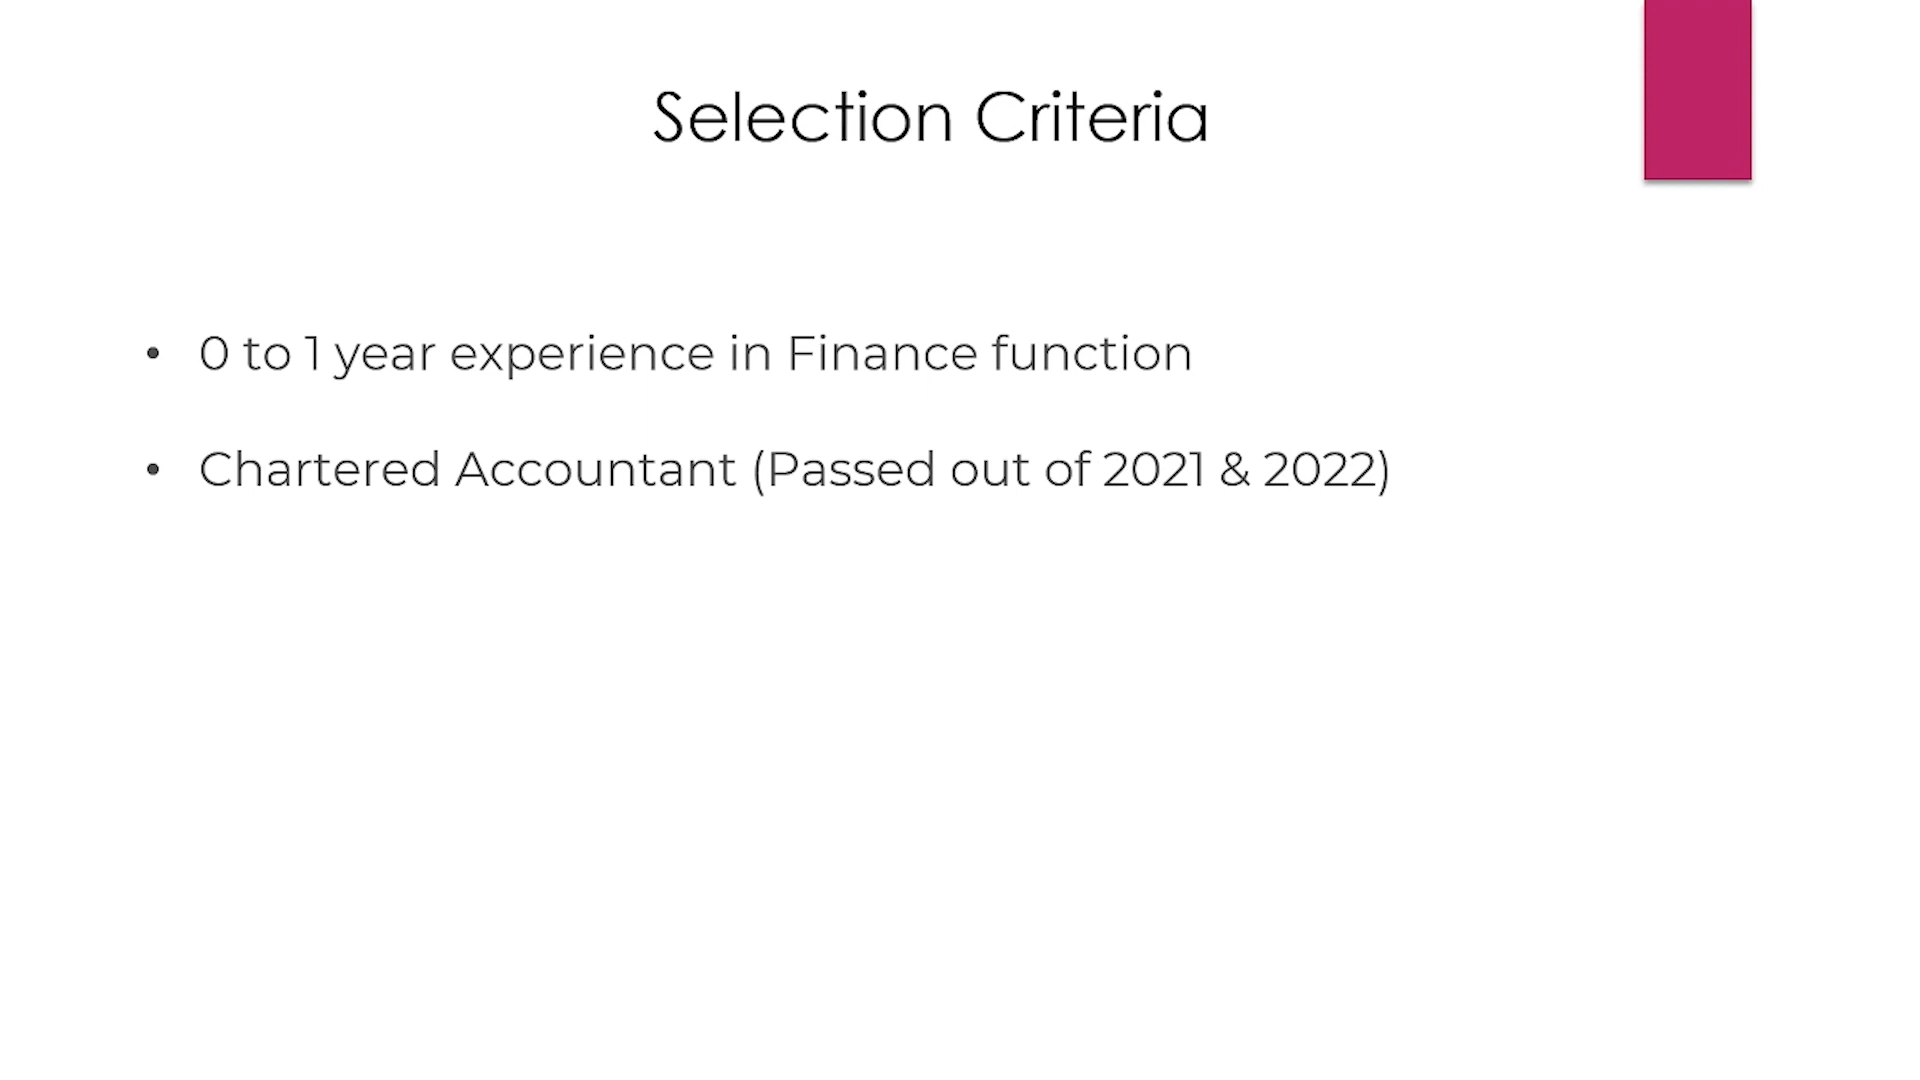 Selection Criteria
• 0 to 1 year experience in Finance function
• Chartered Accountant (Passed out of 2021 & 2022)